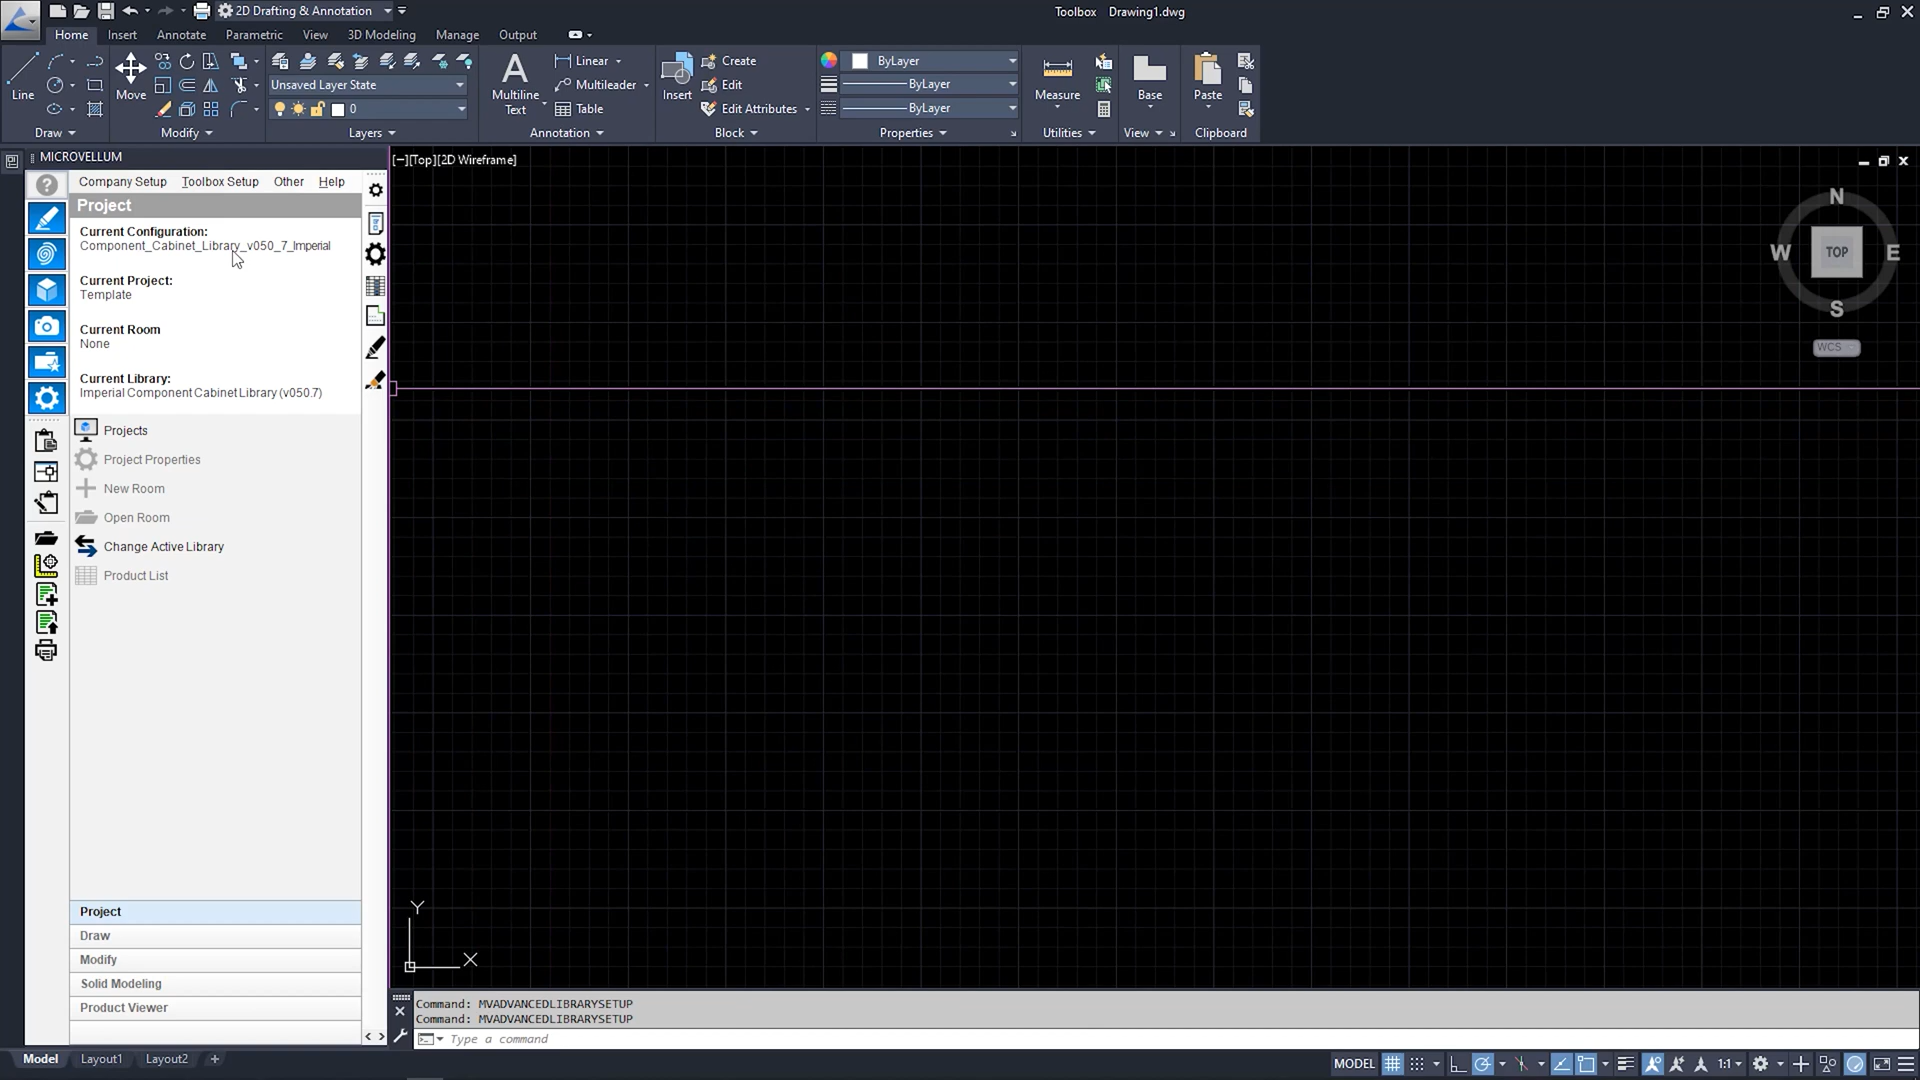 2D Drafting & Annotation
Toolbox Drawing1.dwg
Home Insert Annotate Parametric View 3D Modeling Manage Output
Line
Move
Unsaved Layer State
0
Multiline Text
Linear
Multileader
Table
Insert
Create
Edit
Edit Attributes
ByLayer
ByLayer
ByLayer
Measure
Base
Paste
Draw Modify Layers Annotation Block Properties Utilities View Clipboard
MICROVELLUM
Company Setup Toolbox Setup Other Help
Project
Current Configuration:
Component_Cabinet_Library_v050_7_Imperial
Current Project:
Template
Current Room
None
Current Library:
Imperial Component Cabinet Library (v050.7)
Projects
Project Properties
New Room
Open Room
Change Active Library
Product List
Project
Draw
Modify
Solid Modeling
Product Viewer
[−][Top][2D Wireframe]
N
W TOP E
S
WCS
Y
X
Command: MVADVANCEDLIBRARYSETUP
Command: MVADVANCEDLIBRARYSETUP
Type a command
Model Layout1 Layout2 +
MODEL 1:1